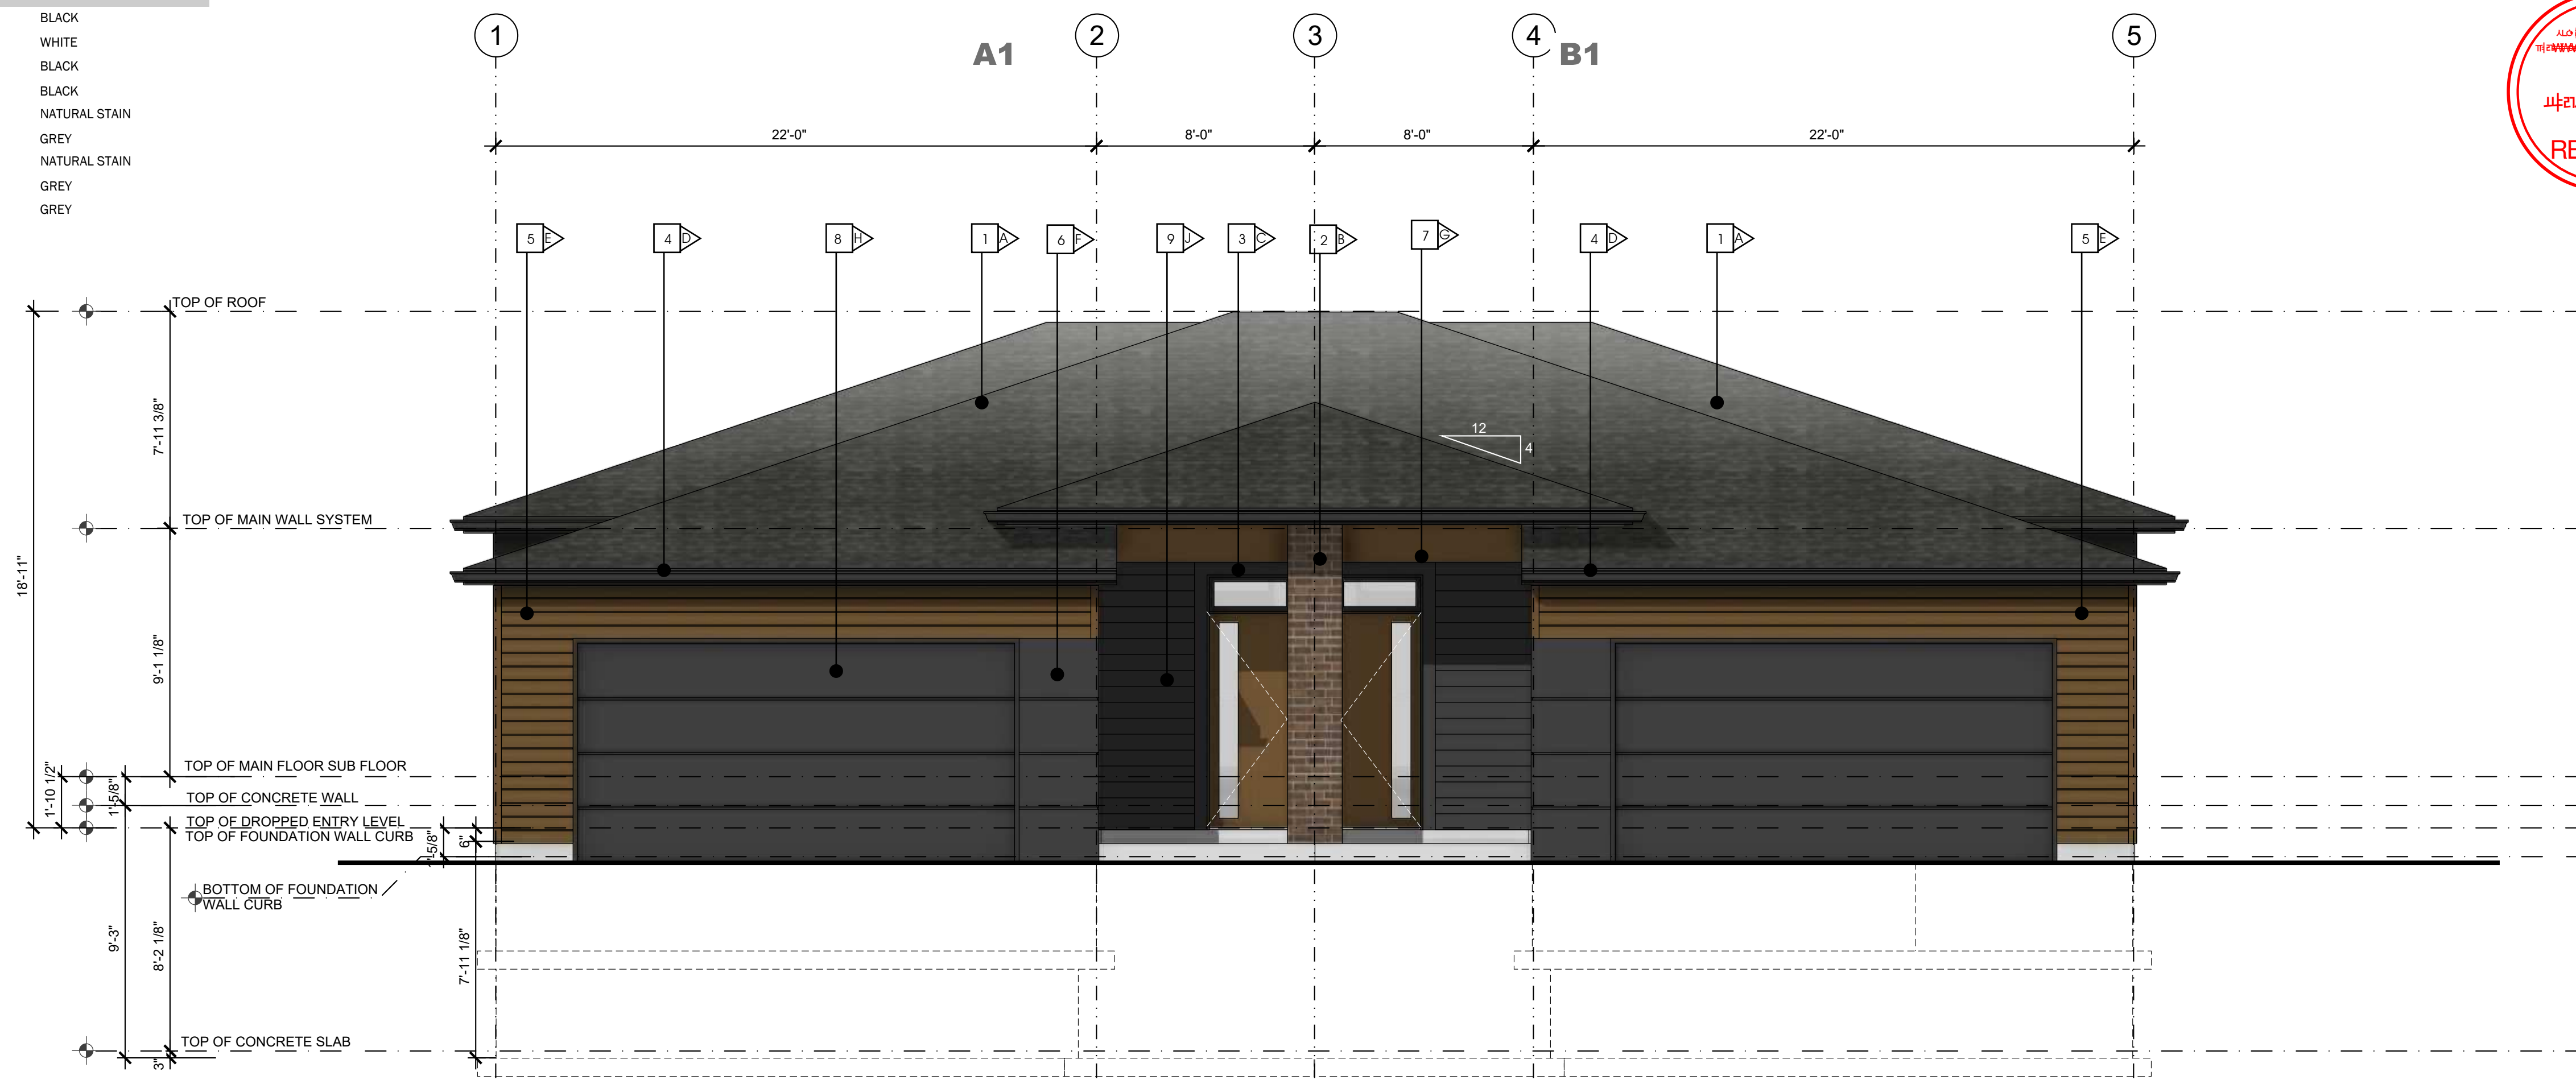 BLACK
WHITE
BLACK
BLACK
NATURAL STAIN
GREY
NATURAL STAIN
GREY
GREY
1
A1
2
3
4
B1
5
22'-0"
8'-0"
8'-0"
22'-0"
5 E
4 D
8 H
1 A
6 F
9 J
3 C
2 B
7 G
4 D
1 A
5 E
TOP OF ROOF
7'-11 3/8"
12
4
TOP OF MAIN WALL SYSTEM
18'-11"
9'-1 1/8"
TOP OF MAIN FLOOR SUB FLOOR
1'-10 1/2"
1'-5/8"
TOP OF CONCRETE WALL
TOP OF DROPPED ENTRY LEVEL
TOP OF FOUNDATION WALL CURB
6"
BOTTOM OF FOUNDATION
WALL CURB
9'-3"
8'-2 1/8"
7'-11 1/8"
TOP OF CONCRETE SLAB
3"